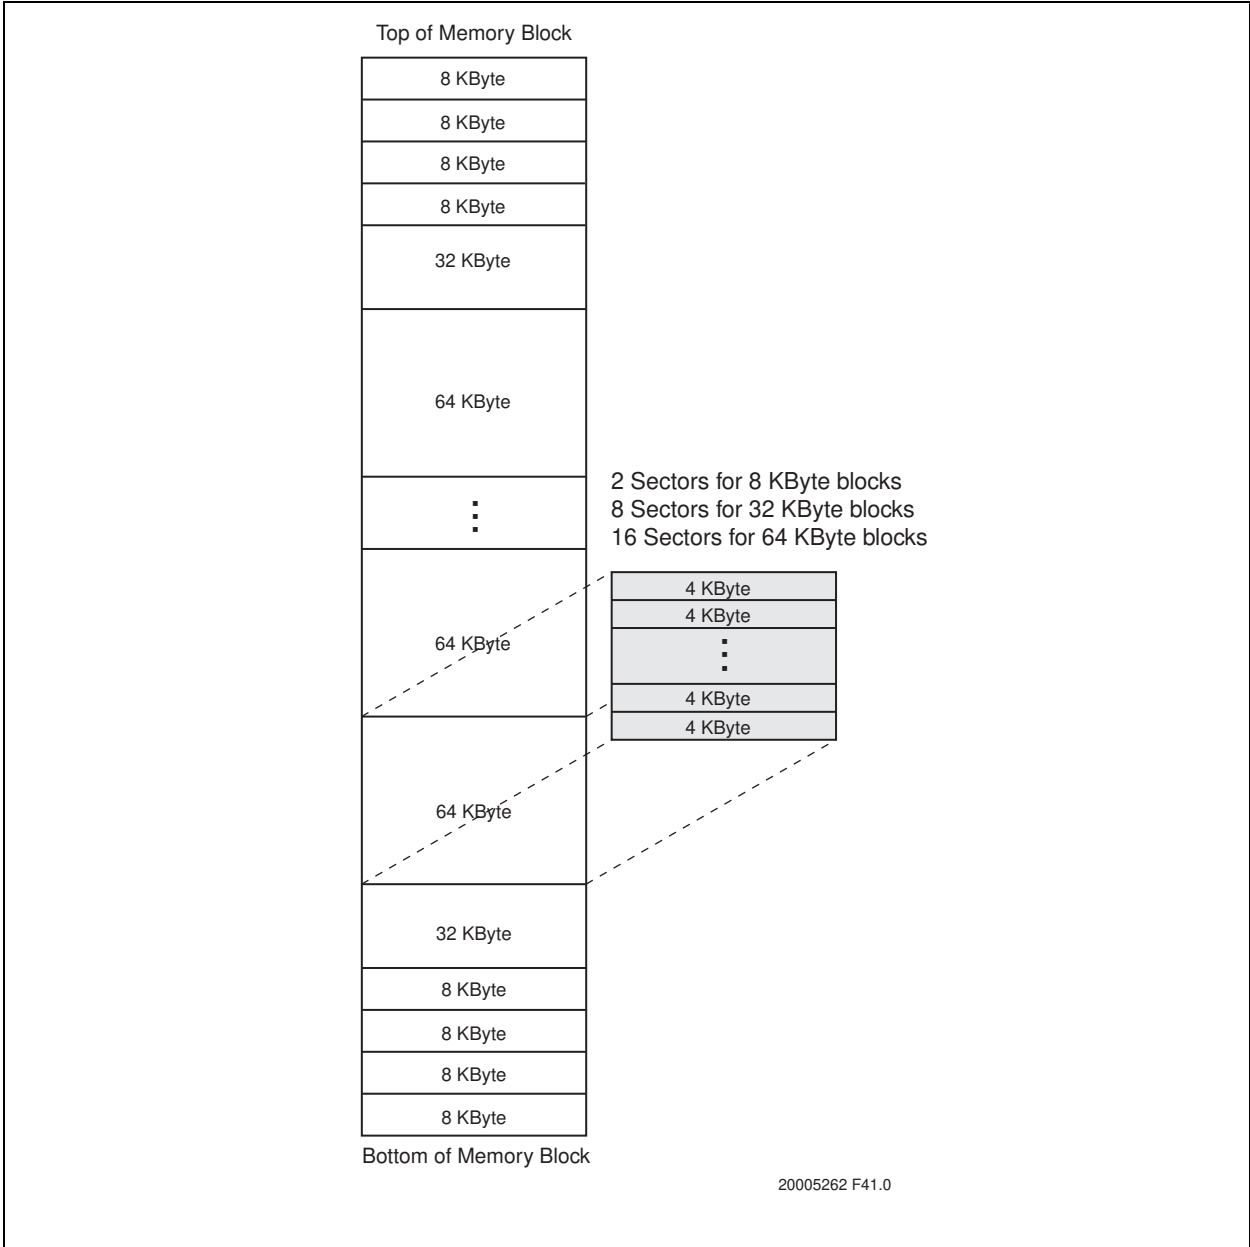 Top of Memory Block
8 KByte
8 KByte
8 KByte
8 KByte
32 KByte
64 KByte
2 Sectors for 8 KByte blocks
8 Sectors for 32 KByte blocks
16 Sectors for 64 KByte blocks
4 KByte
4 KByte
64 KByte
4 KByte
4 KByte
64 KByte
32 KByte
8 KByte
8 KByte
8 KByte
8 KByte
Bottom of Memory Block
20005262 F41.0